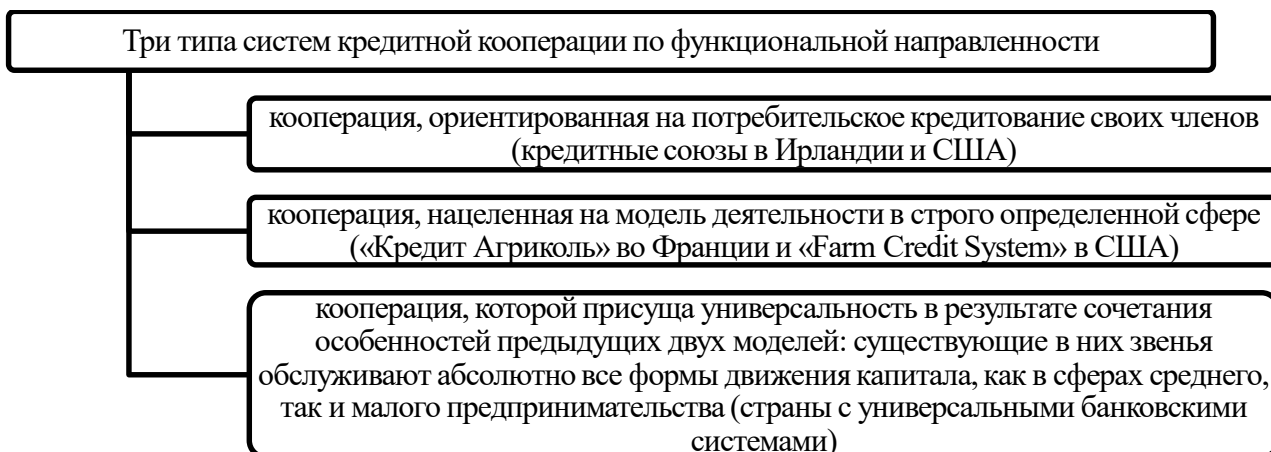 Три типа систем кредитной кооперации по функциональной направленности
кооперация, ориентированная на потребительское кредитование своих членов
(кредитные союзы в Ирландии и США)
кооперация, нацеленная на модель деятельности в строго определенной сфере
(«Кредит Агриколь» во Франции и «Farm Credit System» в США)
кооперация, которой присуща универсальность в результате сочетания
особенностей предыдущих двух моделей: существующие в них звенья
обслуживают абсолютно все формы движения капитала, как в сферах среднего,
так и малого предпринимательства (страны с универсальными банковскими
системами)